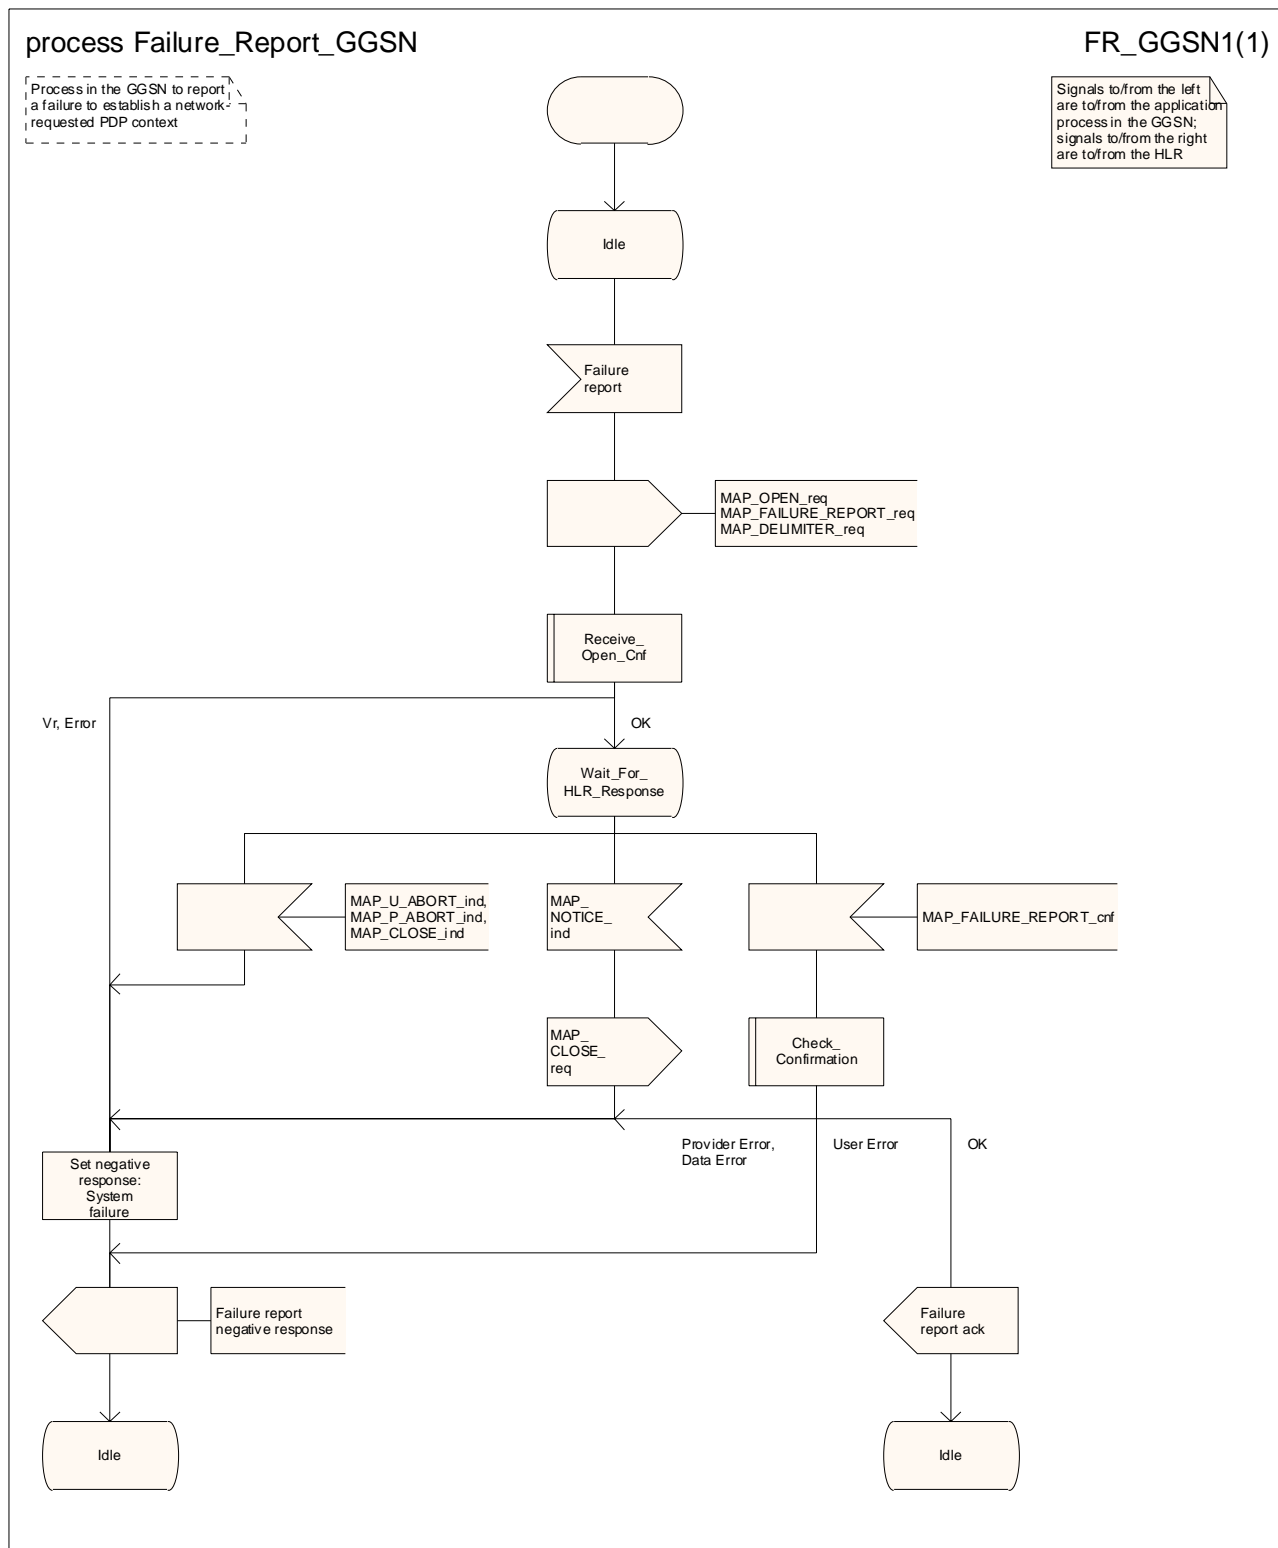 process Failure_Report_GGSN
FR_GGSN1(1)
Process in the GGSN to report
a failure to establish a network-
requested PDP context
Signals to/from the left
are to/from the application
process in the GGSN;
signals to/from the right
are to/from the HLR
Idle
Failure
report
MAP_OPEN_req
MAP_FAILURE_REPORT_req
MAP_DELIMITER_req
Receive_
Open_Cnf
Vr, Error
OK
Wait_For_
HLR_Response
MAP_U_ABORT_ind,
MAP_P_ABORT_ind,
MAP_CLOSE_ind
MAP_
NOTICE_
ind
MAP_FAILURE_REPORT_cnf
MAP_
CLOSE_
req
Check_
Confirmation
Provider Error,
Data Error
User Error
OK
Set negative
response:
System
failure
Failure report
negative response
Failure
report ack
Idle
Idle